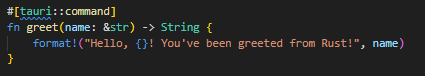 #[tauri::command]
fn greet(name: &str) -> String {
    format!("Hello, {}! You've been greeted from Rust!", name)
}